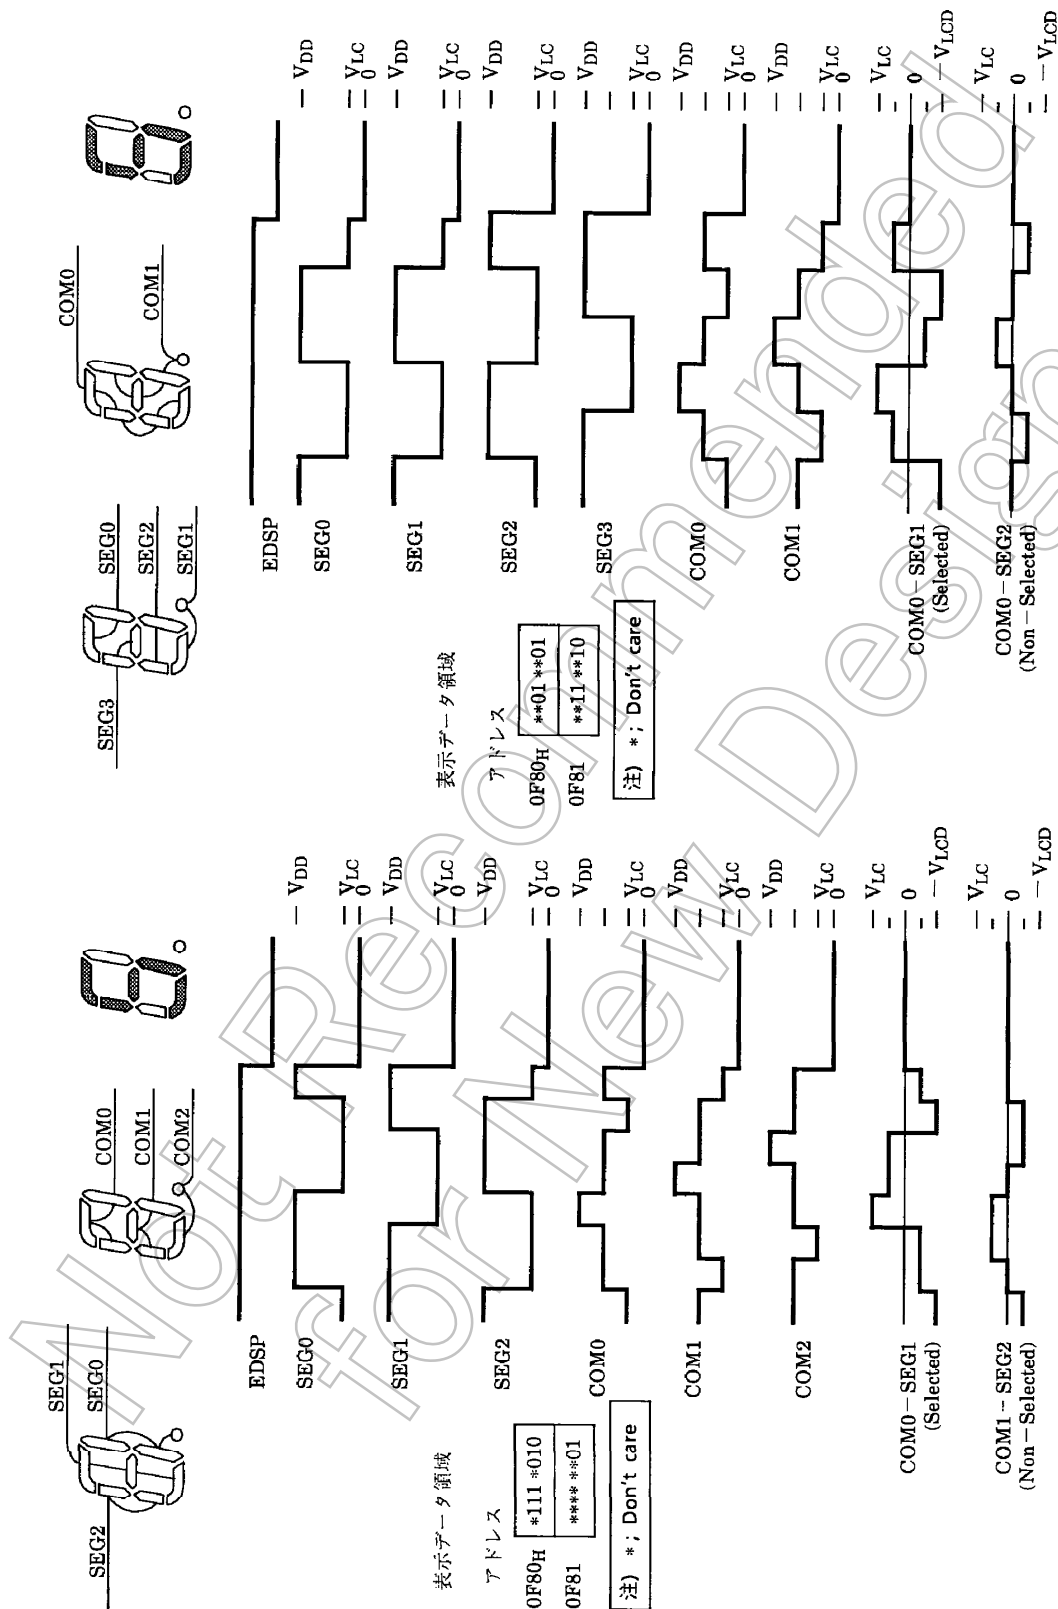 SEG3
SEG0
SEG2
SEG1
COM0
COM1
表示データ領域
アドレス
0F80H **01 **01
0F81 **11 **10
注) *; Don't care
EDSP
SEG0
SEG1
SEG2
SEG3
COM0
COM1
COM0-SEG1
(Selected)
COM0-SEG2
(Non-Selected)
VDD
VLC
0
VDD
VLC
0
VDD
VLC
0
VDD
VLC
0
VDD
VLC
0
VDD
VLC
0
VLC
0
-VLCD
VLC
0
-VLCD
SEG2
SEG1
SEG0
COM0
COM1
COM2
表示データ領域
アドレス
0F80H *111 *010
0F81 **** **01
注) *; Don't care
EDSP
SEG0
SEG1
SEG2
COM0
COM1
COM2
COM0-SEG1
(Selected)
COM1-SEG2
(Non-Selected)
VDD
VLC
0
VDD
VLC
0
VDD
VLC
0
VDD
VLC
0
VDD
VLC
0
VDD
VLC
0
VLC
0
-VLCD
VLC
0
-VLCD
Not Recommended
for New Design